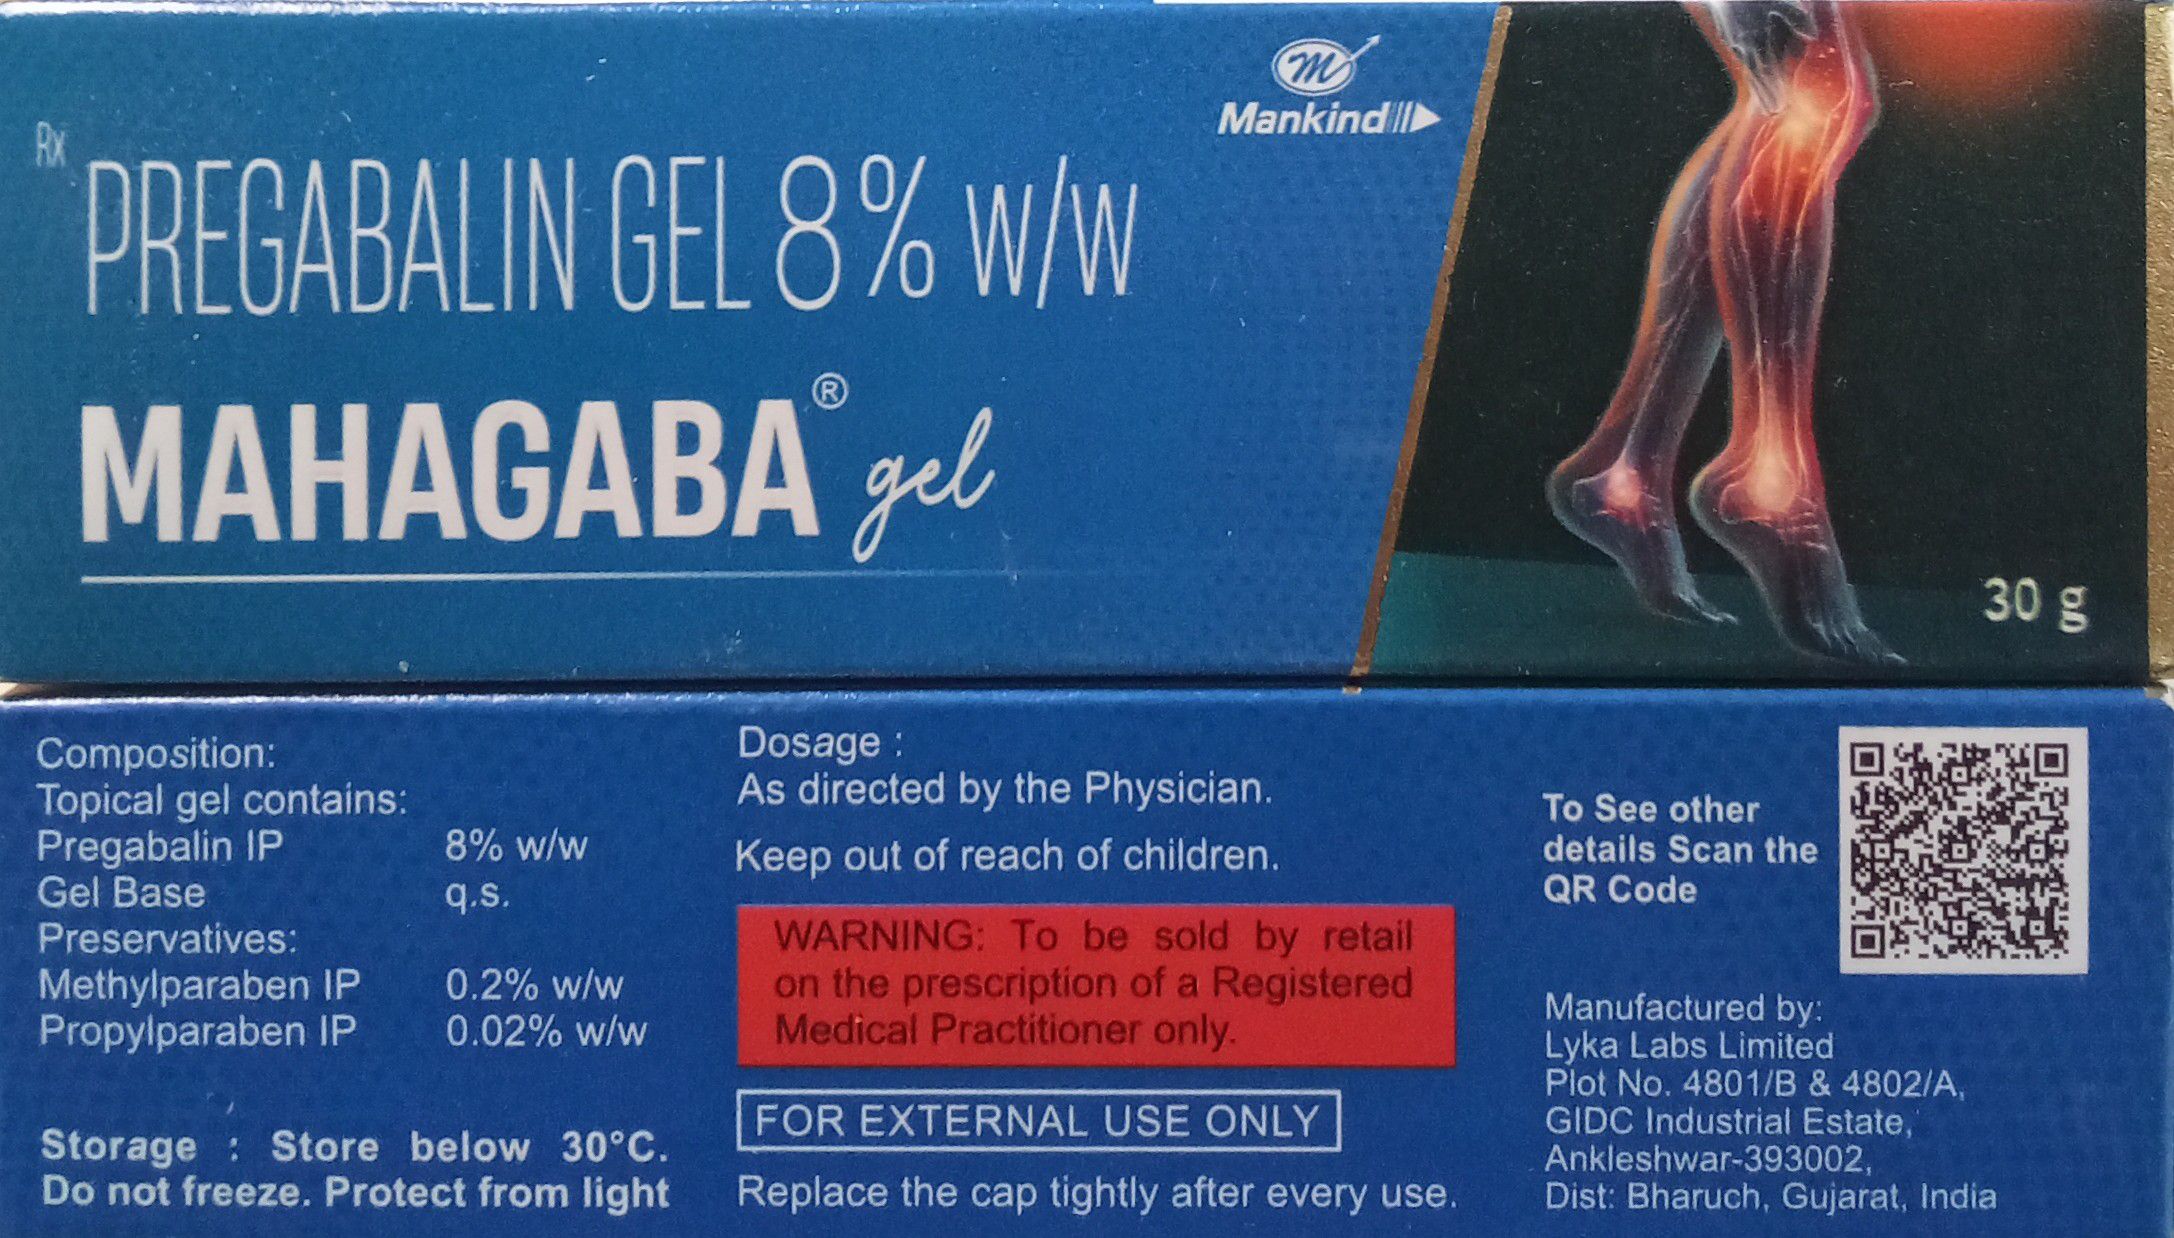 Mankind
Rx
PREGABALIN GEL 8% w/w
MAHAGABA® gel
30 g
Composition:
Topical gel contains:
Pregabalin IP 8% w/w
Gel Base q.s.
Preservatives:
Methylparaben IP 0.2% w/w
Propylparaben IP 0.02% w/w
Storage : Store below 30°C.
Do not freeze. Protect from light
Dosage :
As directed by the Physician.
Keep out of reach of children.
WARNING: To be sold by retail
on the prescription of a Registered
Medical Practitioner only.
FOR EXTERNAL USE ONLY
Replace the cap tightly after every use.
To See other
details Scan the
QR Code
Manufactured by:
Lyka Labs Limited
Plot No. 4801/B & 4802/A,
GIDC Industrial Estate,
Ankleshwar-393002,
Dist: Bharuch, Gujarat, India